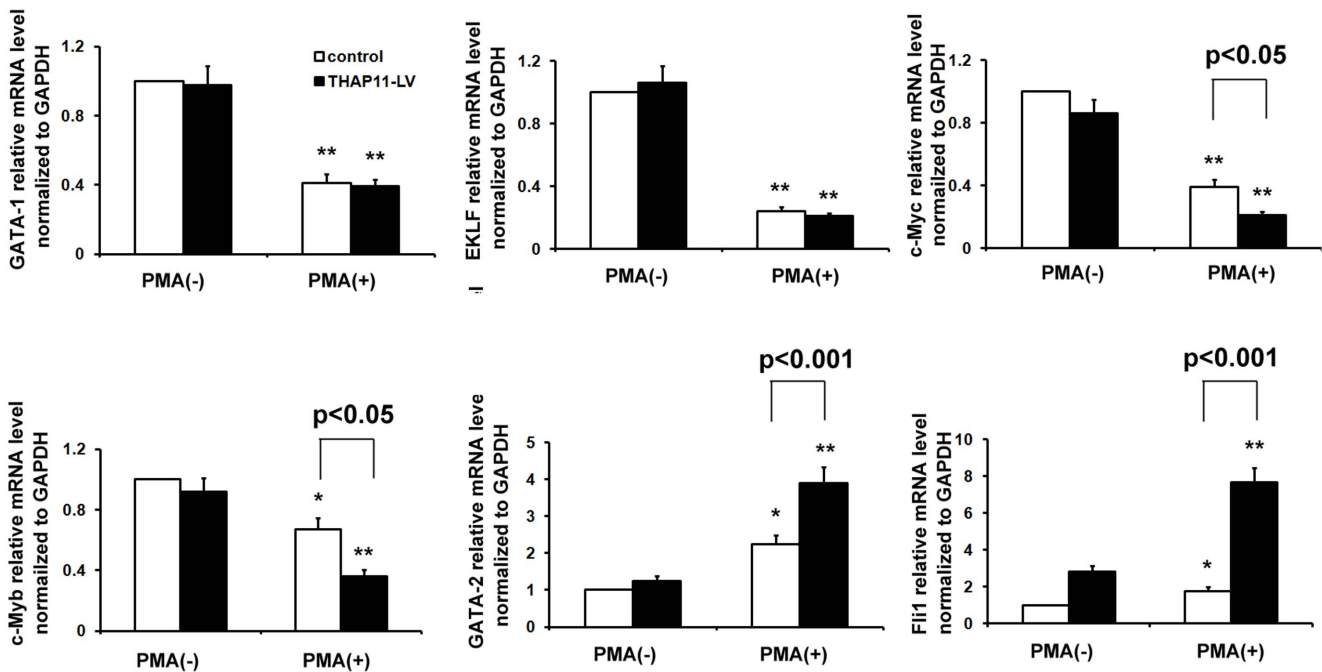 GATA-1 relative mRNA level
normalized to GAPDH
1.2
0.8
0.4
0
control
THAP11-LV
** **
PMA(-) PMA(+)
EKLF relative mRNA level
normalized to GAPDH
1.2
0.8
0.4
0
** **
PMA(-) PMA(+)
c-Myc relative mRNA level
normailzed to GAPDH
1.2
0.8
0.4
0
p<0.05
**
**
PMA(-) PMA(+)
c-Myb relative mRNA level
normailzed to GAPDH
1.2
0.8
0.4
0
p<0.05
*
**
PMA(-) PMA(+)
GATA-2 relative mRNA leve
normalized to GAPDH
5
4
3
2
1
0
p<0.001
**
*
PMA(-) PMA(+)
Fli1 relative mRNA level
normalized to GAPDH
10
8
6
4
2
0
p<0.001
**
*
PMA(-) PMA(+)